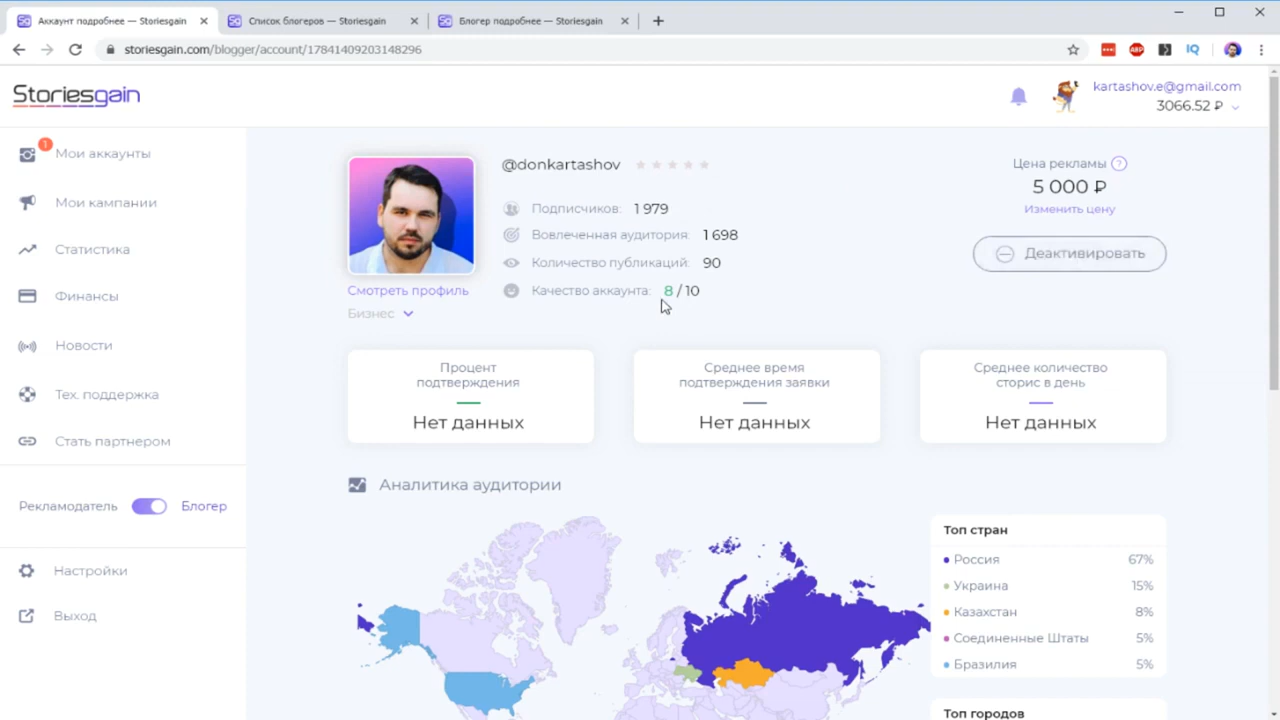 Аккаунт подробнее — Storiesgain
Список блогеров — Storiesgain
Блогер подробнее — Storiesgain
storiesgain.com/blogger/account/17841409203148296
ABP
IQ
Storiesgain
kartashov.e@gmail.com
3066.52 ₽
1
Мои аккаунты
Мои кампании
Статистика
Финансы
Новости
Тех. поддержка
Стать партнером
Рекламодатель
Блогер
Настройки
Выход
@donkartashov
Подписчиков: 1 979
Вовлеченная аудитория: 1 698
Количество публикаций: 90
Качество аккаунта: 8 / 10
Смотреть профиль
Бизнес
Цена рекламы ?
5 000 ₽
Изменить цену
Деактивировать
Процент
подтверждения
Нет данных
Среднее время
подтверждения заявки
Нет данных
Среднее количество
сторис в день
Нет данных
Аналитика аудитории
Топ стран
Россия 67%
Украина 15%
Казахстан 8%
Соединенные Штаты 5%
Бразилия 5%
Топ городов